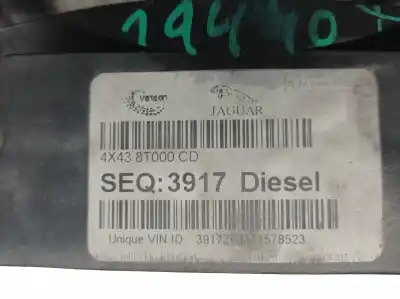 19440
Visteon
JAGUAR
4X43 8T000 CD
SEQ: 3917 Diesel
Unique VIN ID